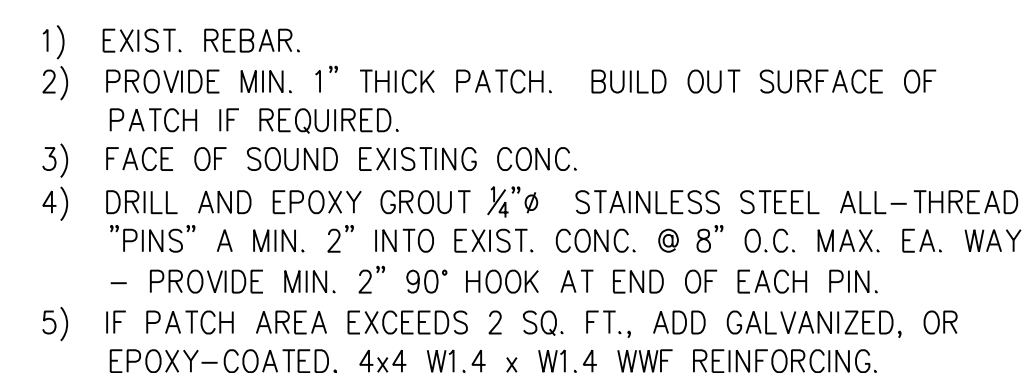 1) EXIST. REBAR.
2) PROVIDE MIN. 1" THICK PATCH. BUILD OUT SURFACE OF
PATCH IF REQUIRED.
3) FACE OF SOUND EXISTING CONC.
4) DRILL AND EPOXY GROUT ¼"ø STAINLESS STEEL ALL-THREAD
"PINS" A MIN. 2" INTO EXIST. CONC. @ 8" O.C. MAX. EA. WAY
- PROVIDE MIN. 2" 90° HOOK AT END OF EACH PIN.
5) IF PATCH AREA EXCEEDS 2 SQ. FT., ADD GALVANIZED, OR
EPOXY-COATED, 4x4 W1.4 x W1.4 WWF REINFORCING.